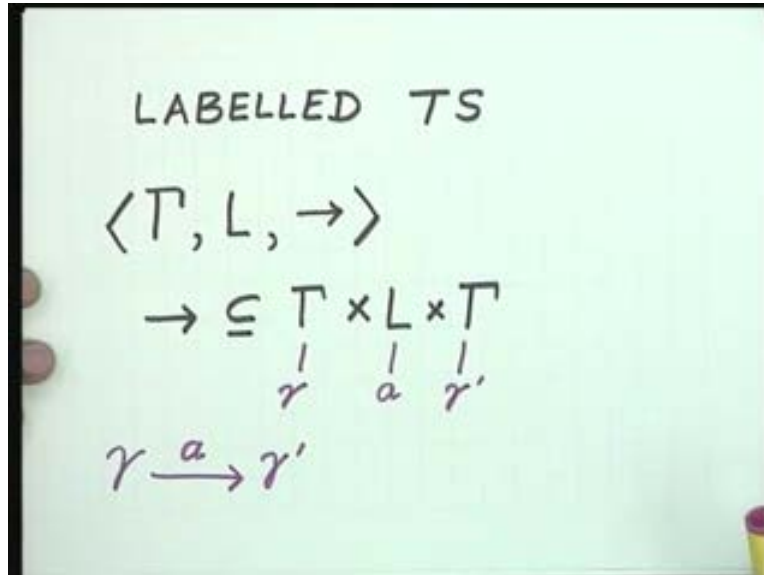 LABELLED TS
⟨Γ, L, →⟩
→ ⊆ Γ × L × Γ
γ a γ'
γ —a→ γ'